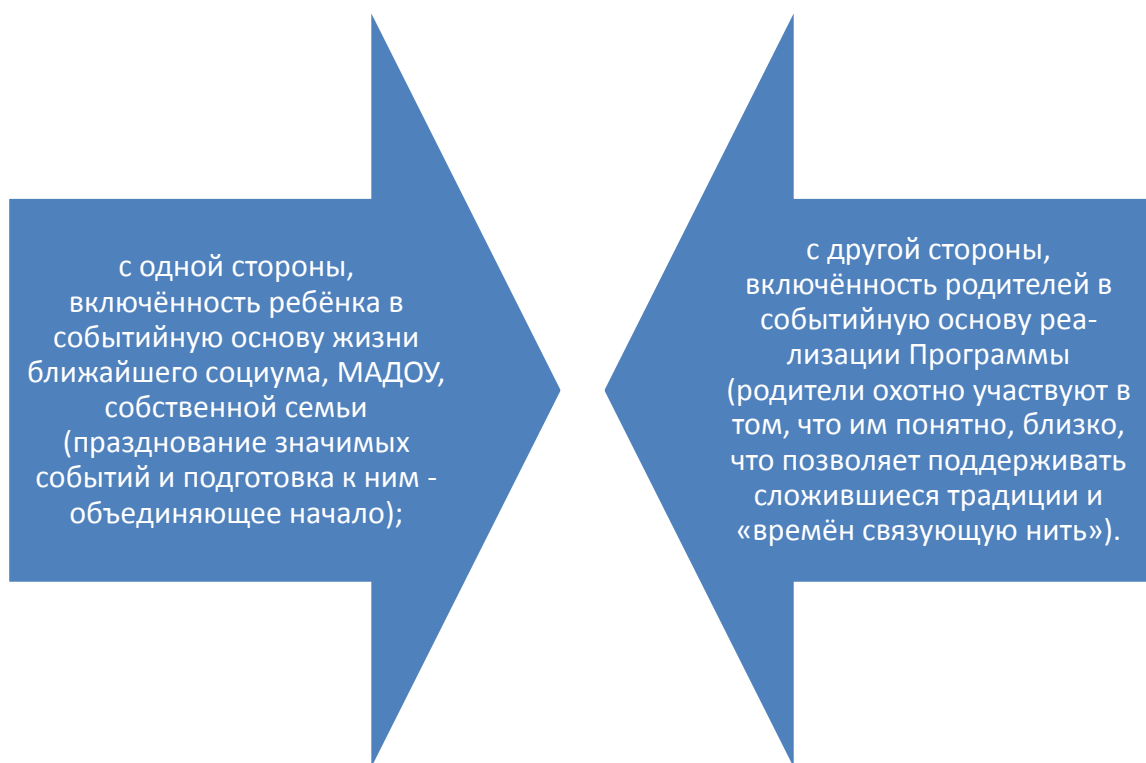 с одной стороны,
включённость ребёнка в
событийную основу жизни
ближайшего социума, МАДОУ,
собственной семьи
(празднование значимых
событий и подготовка к ним -
объединяющее начало);
с другой стороны,
включённость родителей в
событийную основу реа-
лизации Программы
(родители охотно участвуют в
том, что им понятно, близко,
что позволяет поддерживать
сложившиеся традиции и
«времён связующую нить»).